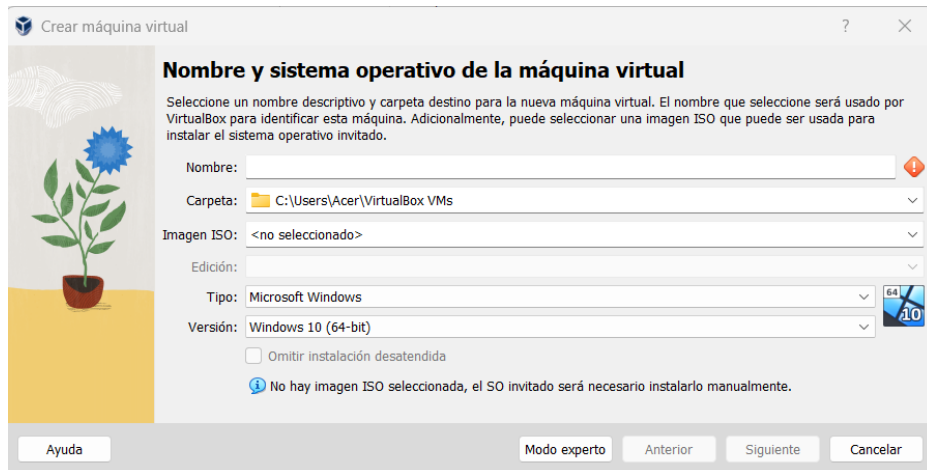 Crear máquina virtual
?
Nombre y sistema operativo de la máquina virtual
Seleccione un nombre descriptivo y carpeta destino para la nueva máquina virtual. El nombre que seleccione será usado por
VirtualBox para identificar esta máquina. Adicionalmente, puede seleccionar una imagen ISO que puede ser usada para
instalar el sistema operativo invitado.
Nombre:
Carpeta: C:\Users\Acer\VirtualBox VMs
Imagen ISO: <no seleccionado>
Edición:
Tipo: Microsoft Windows
64
10
Versión: Windows 10 (64-bit)
Omitir instalación desatendida
No hay imagen ISO seleccionada, el SO invitado será necesario instalarlo manualmente.
Ayuda Modo experto Anterior Siguiente Cancelar